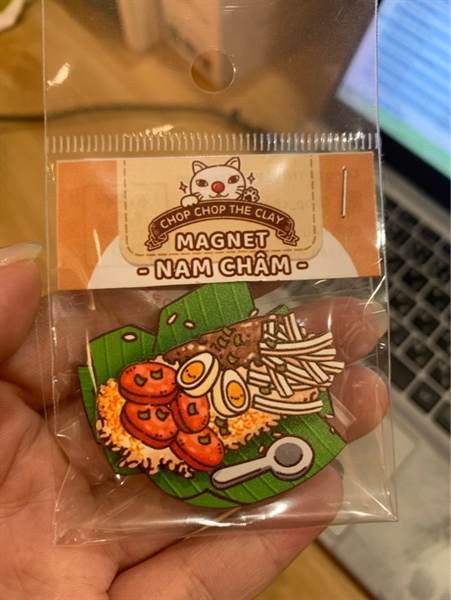 CHOP CHOP THE CLAY
MAGNET
- NAM CHÂM -